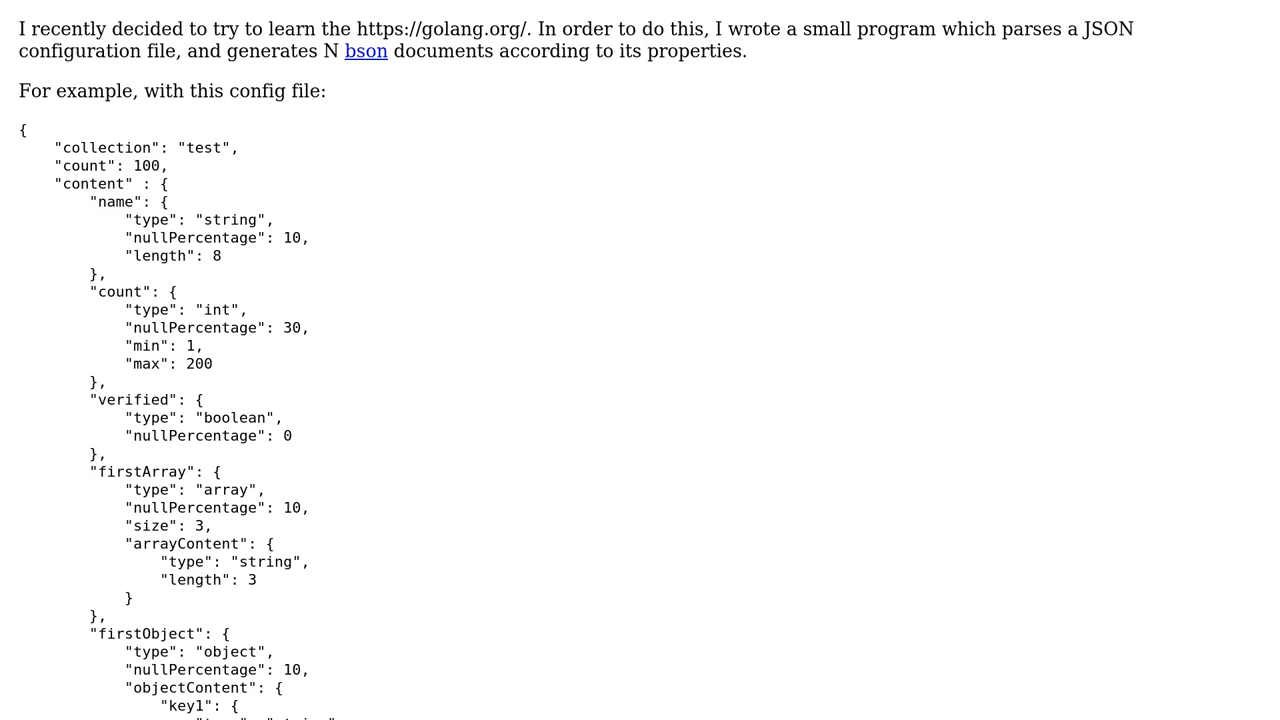 I recently decided to try to learn the https://golang.org/. In order to do this, I wrote a small program which parses a JSON
configuration file, and generates N bson documents according to its properties.
For example, with this config file:
{
    "collection": "test",
    "count": 100,
    "content" : {
        "name": {
            "type": "string",
            "nullPercentage": 10,
            "length": 8
        },
        "count": {
            "type": "int",
            "nullPercentage": 30,
            "min": 1,
            "max": 200
        },
        "verified": {
            "type": "boolean",
            "nullPercentage": 0
        },
        "firstArray": {
            "type": "array",
            "nullPercentage": 10,
            "size": 3,
            "arrayContent": {
                "type": "string",
                "length": 3
            }
        },
        "firstObject": {
            "type": "object",
            "nullPercentage": 10,
            "objectContent": {
                "key1": {